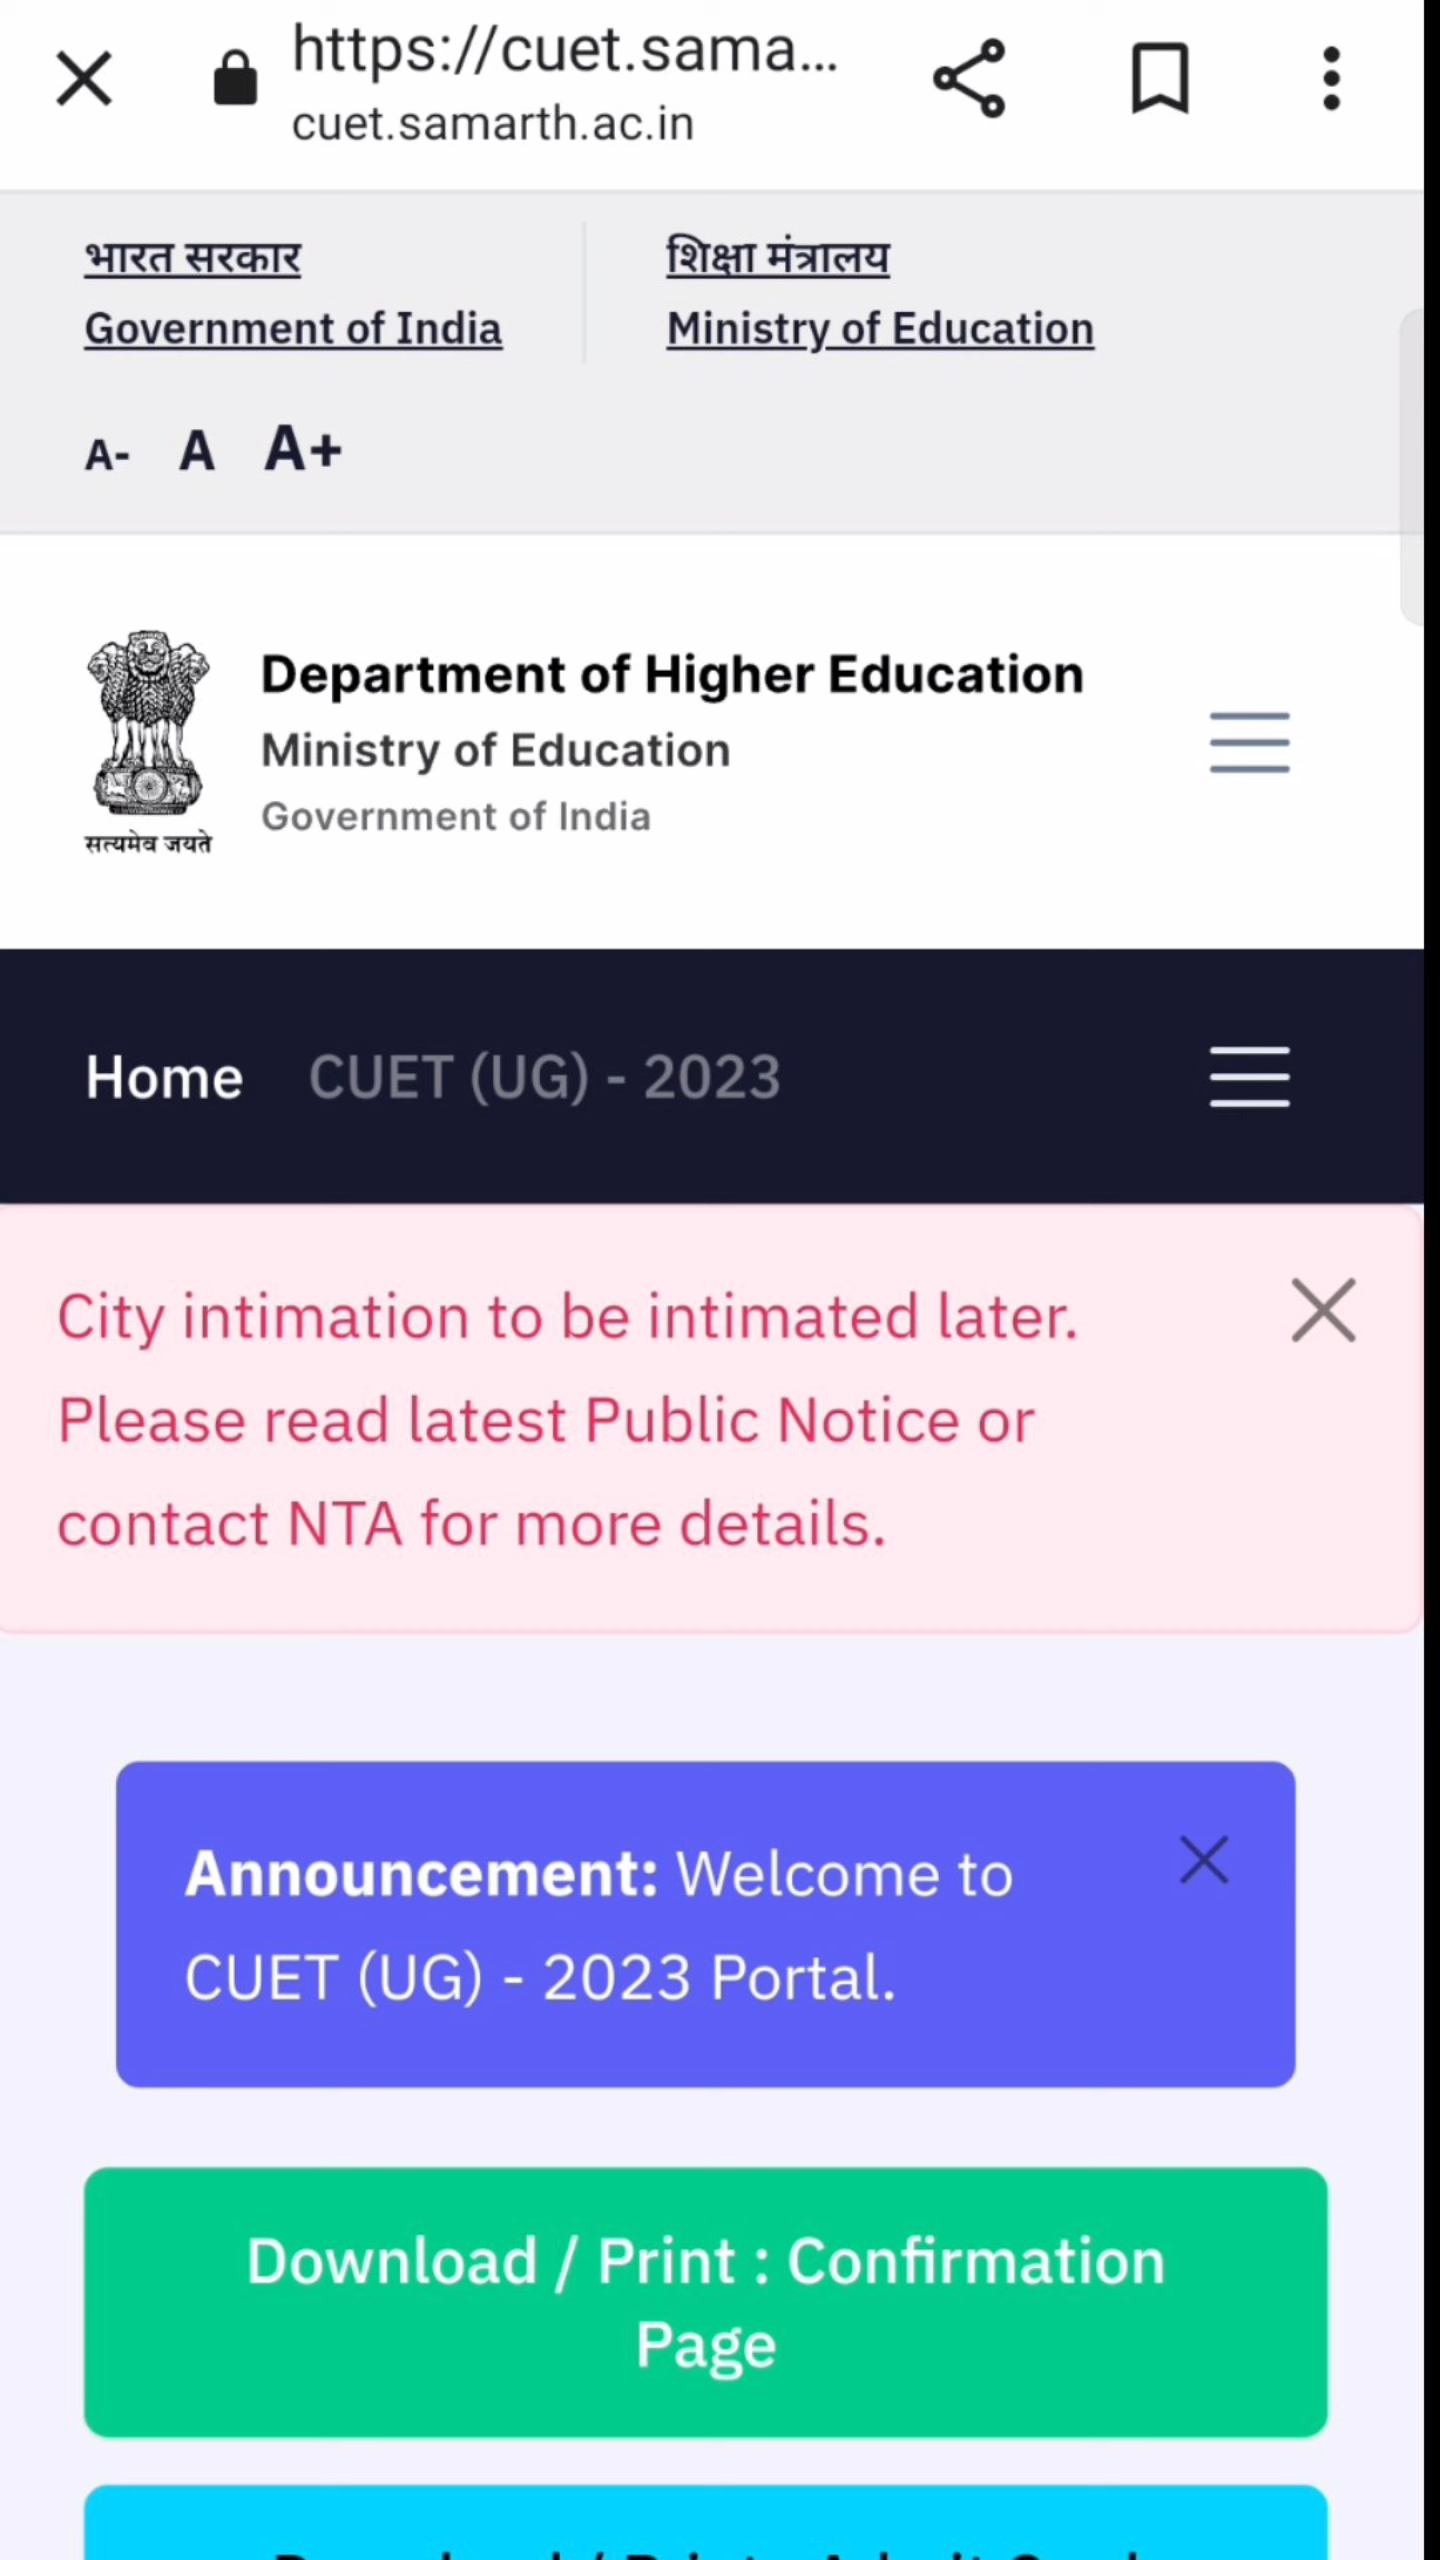 https://cuet.sama...
cuet.samarth.ac.in
भारत सरकार
शिक्षा मंत्रालय
Government of India
Ministry of Education
A- A A+
Department of Higher Education
Ministry of Education
Government of India
सत्यमेव जयते
Home CUET (UG) - 2023
City intimation to be intimated later.
Please read latest Public Notice or
contact NTA for more details.
Announcement: Welcome to
CUET (UG) - 2023 Portal.
Download / Print : Confirmation
Page